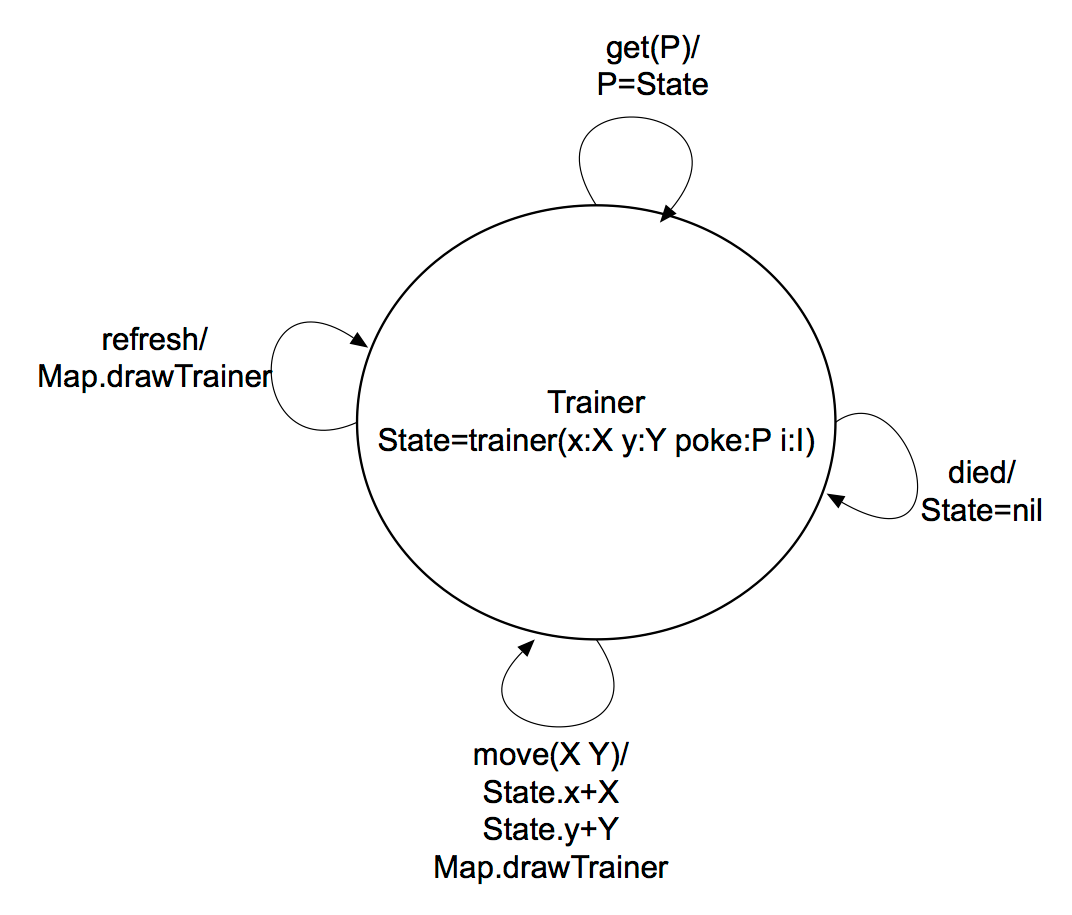 get(P)/
P=State
refresh/
Map.drawTrainer
Trainer
State=trainer(x:X y:Y poke:P i:I)
died/
State=nil
move(X Y)/
State.x+X
State.y+Y
Map.drawTrainer